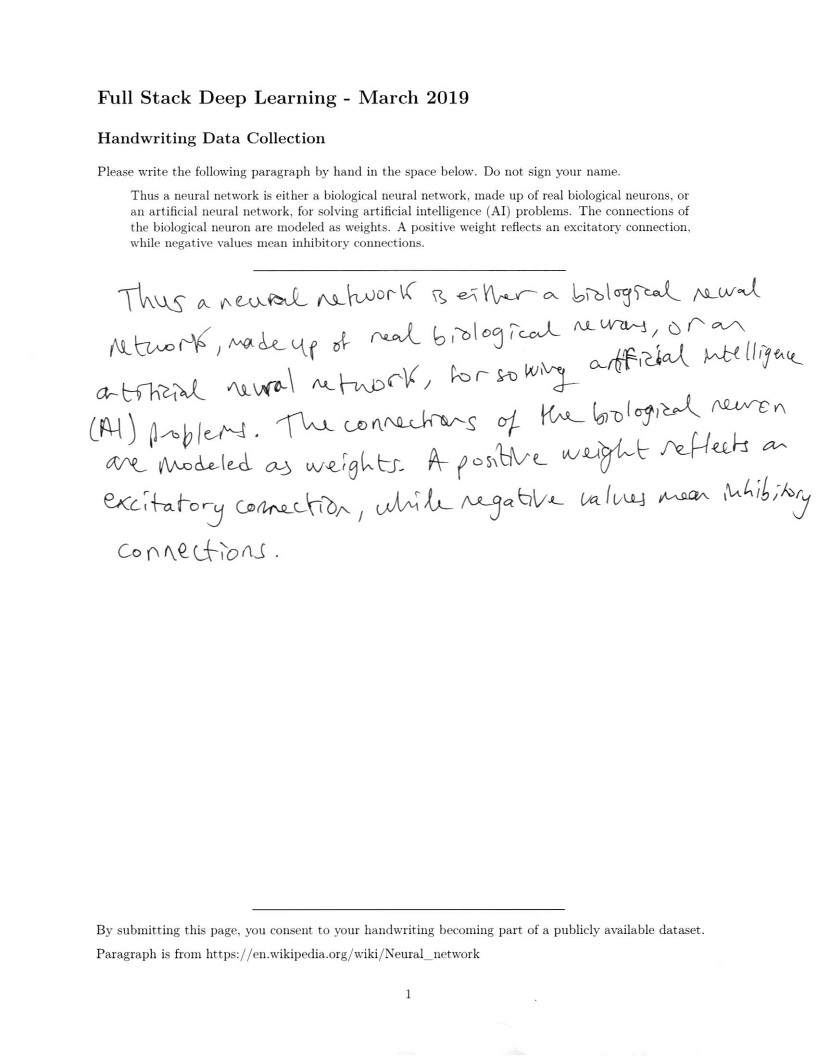 Full Stack Deep Learning - March 2019
Handwriting Data Collection
Please write the following paragraph by hand in the space below. Do not sign your name.
Thus a neural network is either a biological neural network, made up of real biological neurons, or
an artificial neural network, for solving artificial intelligence (AI) problems. The connections of
the biological neuron are modeled as weights. A positive weight reflects an excitatory connection,
while negative values mean inhibitory connections.
Thus a neural network is either a biological neural
network, made up of real biological neurons, or an
artificial neural network, for solving artificial intelligence
(AI) problems. The connections of the biological neuron
are modeled as weights. A positive weight reflects an
excitatory connection, while negative values mean inhibitory
connections.
By submitting this page, you consent to your handwriting becoming part of a publicly available dataset.
Paragraph is from https://en.wikipedia.org/wiki/Neural_network
1